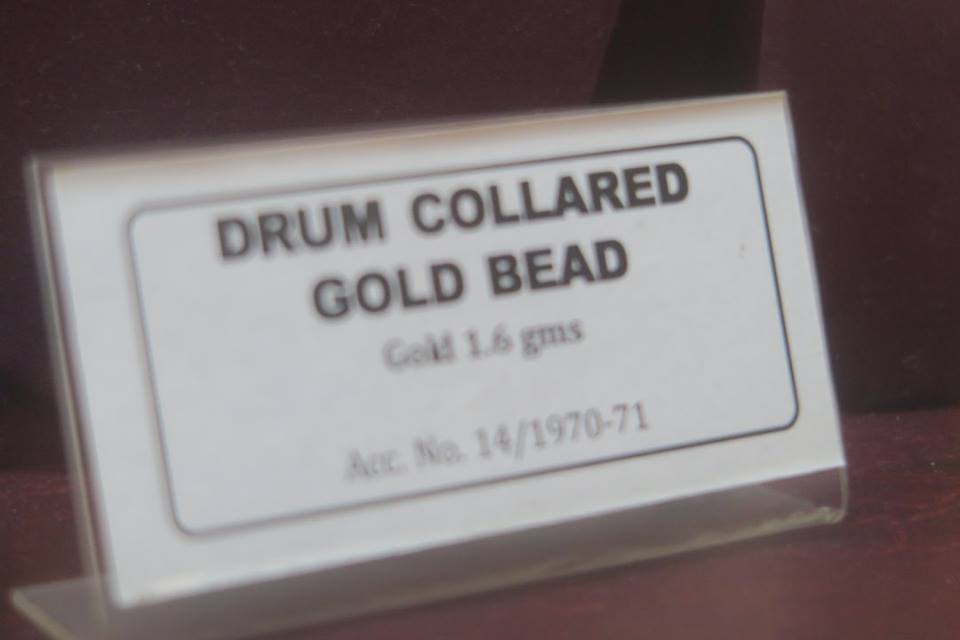 DRUM COLLARED
GOLD BEAD
Gold 1.6 gms
Acc. No. 14/1970-71